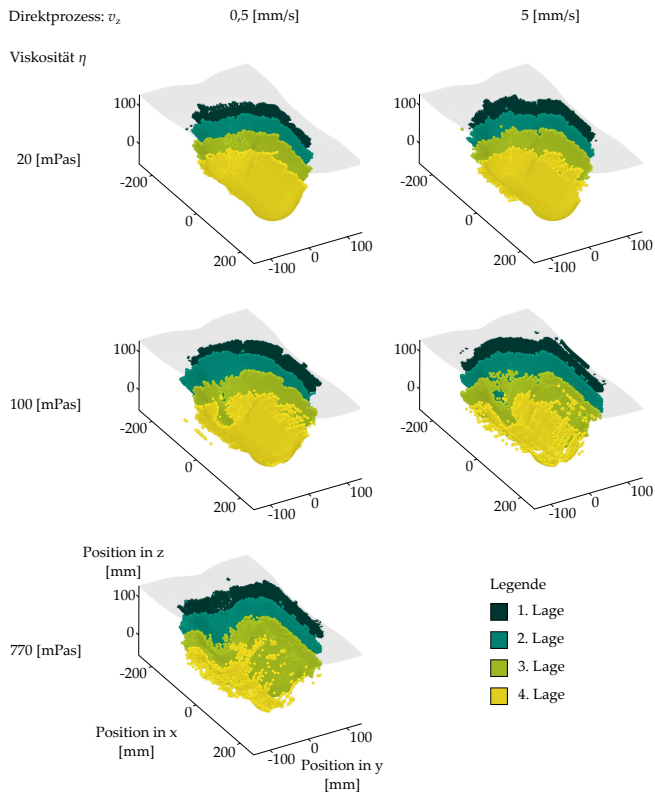 Direktprozess: v_z 0,5 [mm/s] 5 [mm/s]
Viskosität η
20 [mPas]
100
0
-200
0
200
-100
0
100
100
0
-200
0
200
-100
0
100
100 [mPas]
100
0
-200
0
200
-100
0
100
100
0
-200
0
200
-100
0
100
770 [mPas]
Position in z
[mm]
100
0
-200
0
200
-100
0
100
Position in x
[mm]
Position in y
[mm]
Legende
1. Lage
2. Lage
3. Lage
4. Lage